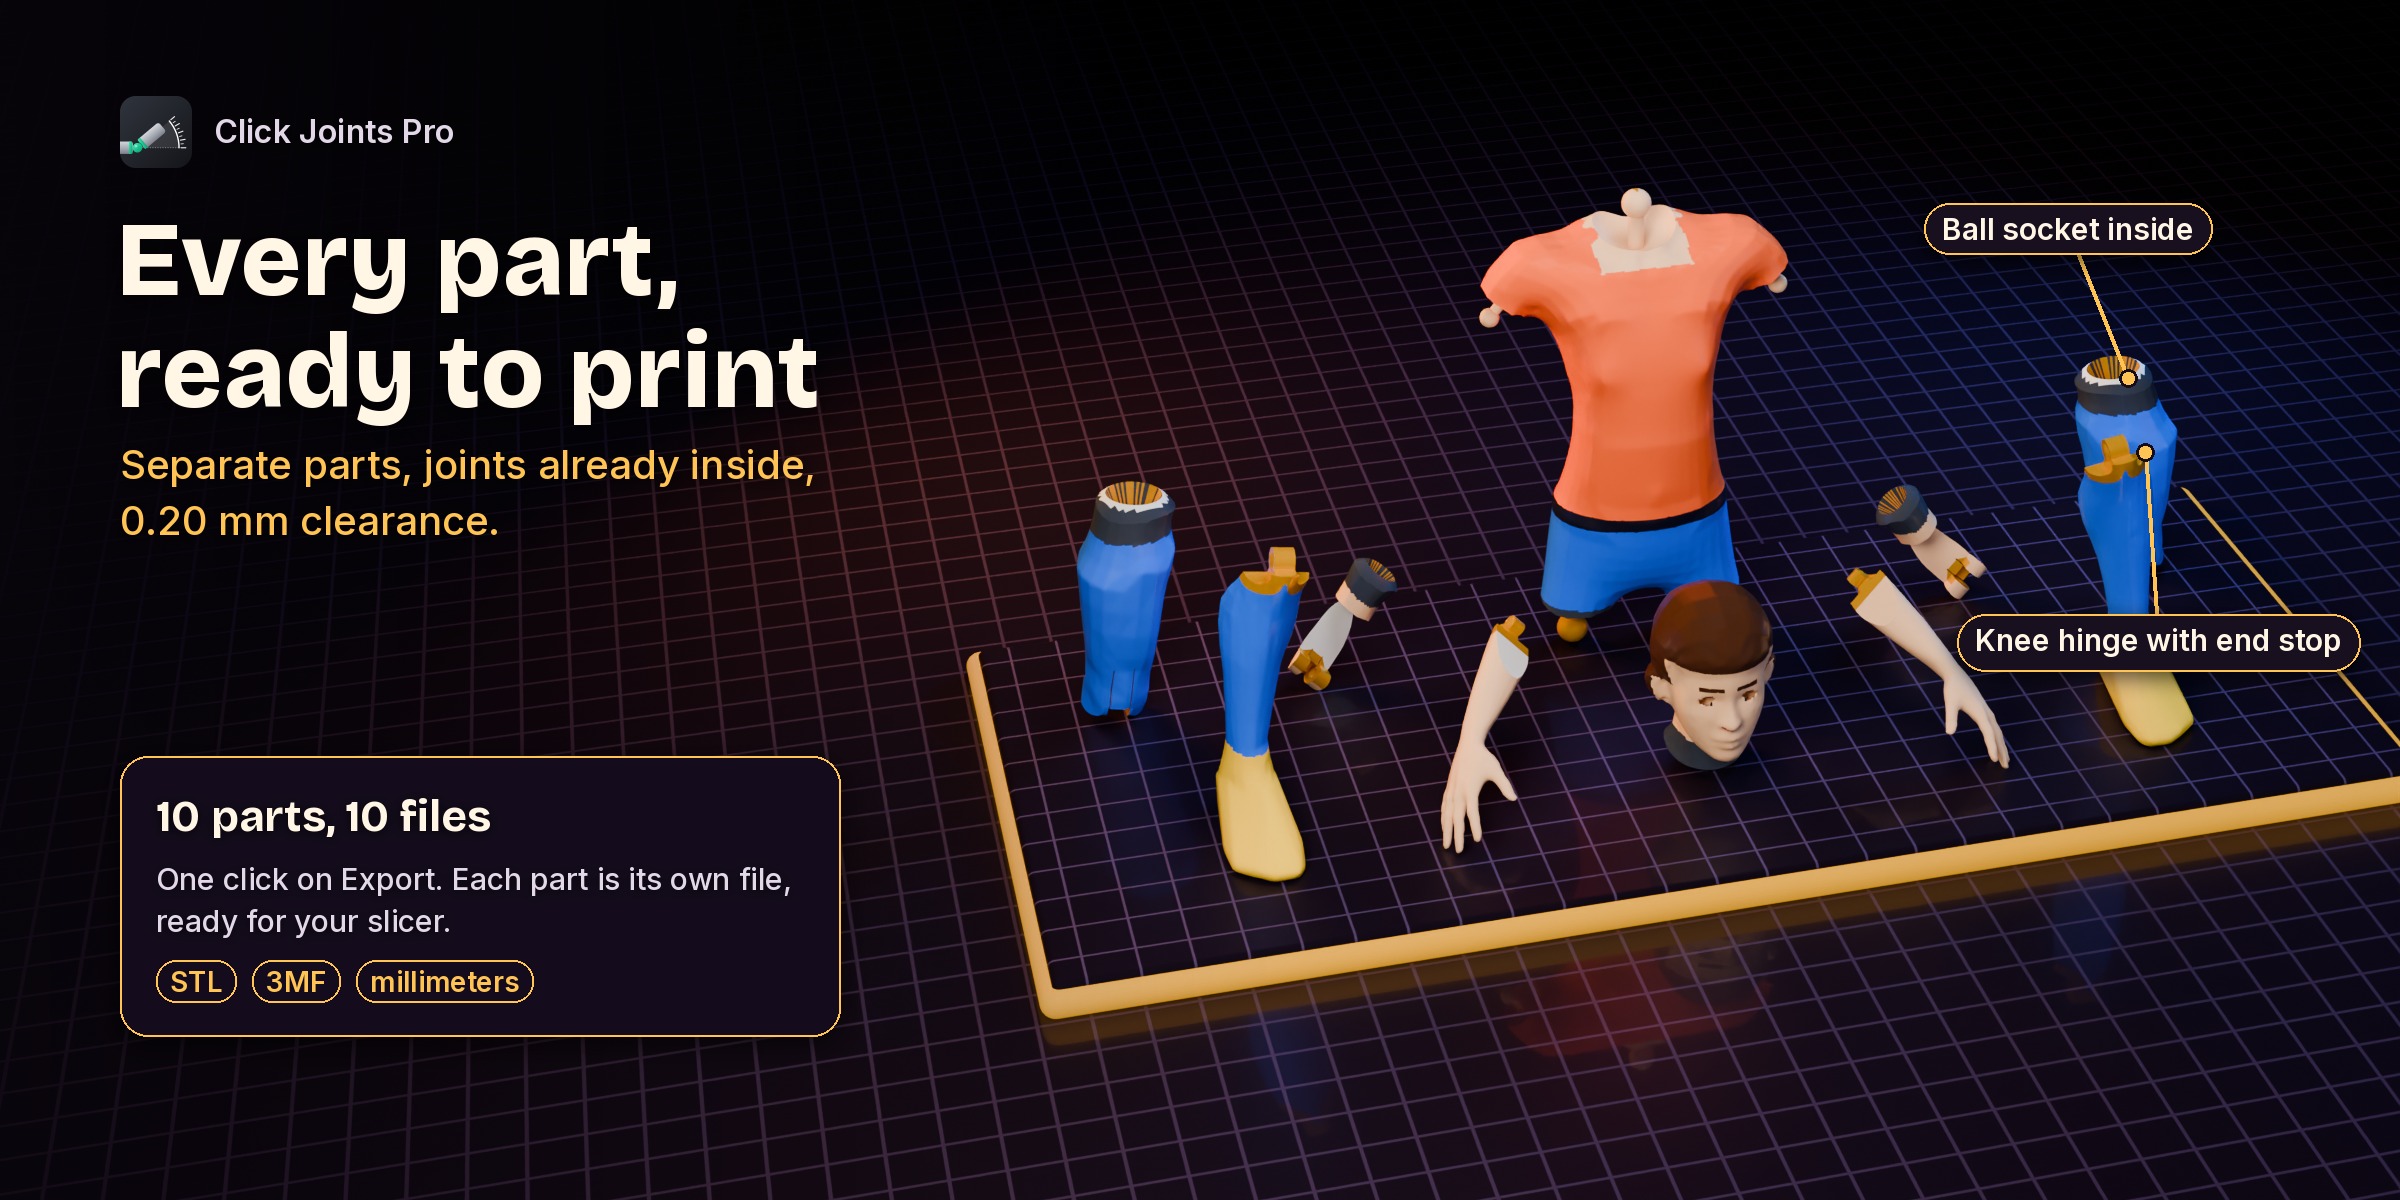 Click Joints Pro
Every part,
ready to print
Separate parts, joints already inside,
0.20 mm clearance.
10 parts, 10 files
One click on Export. Each part is its own file,
ready for your slicer.
STL
3MF
millimeters
Ball socket inside
Knee hinge with end stop